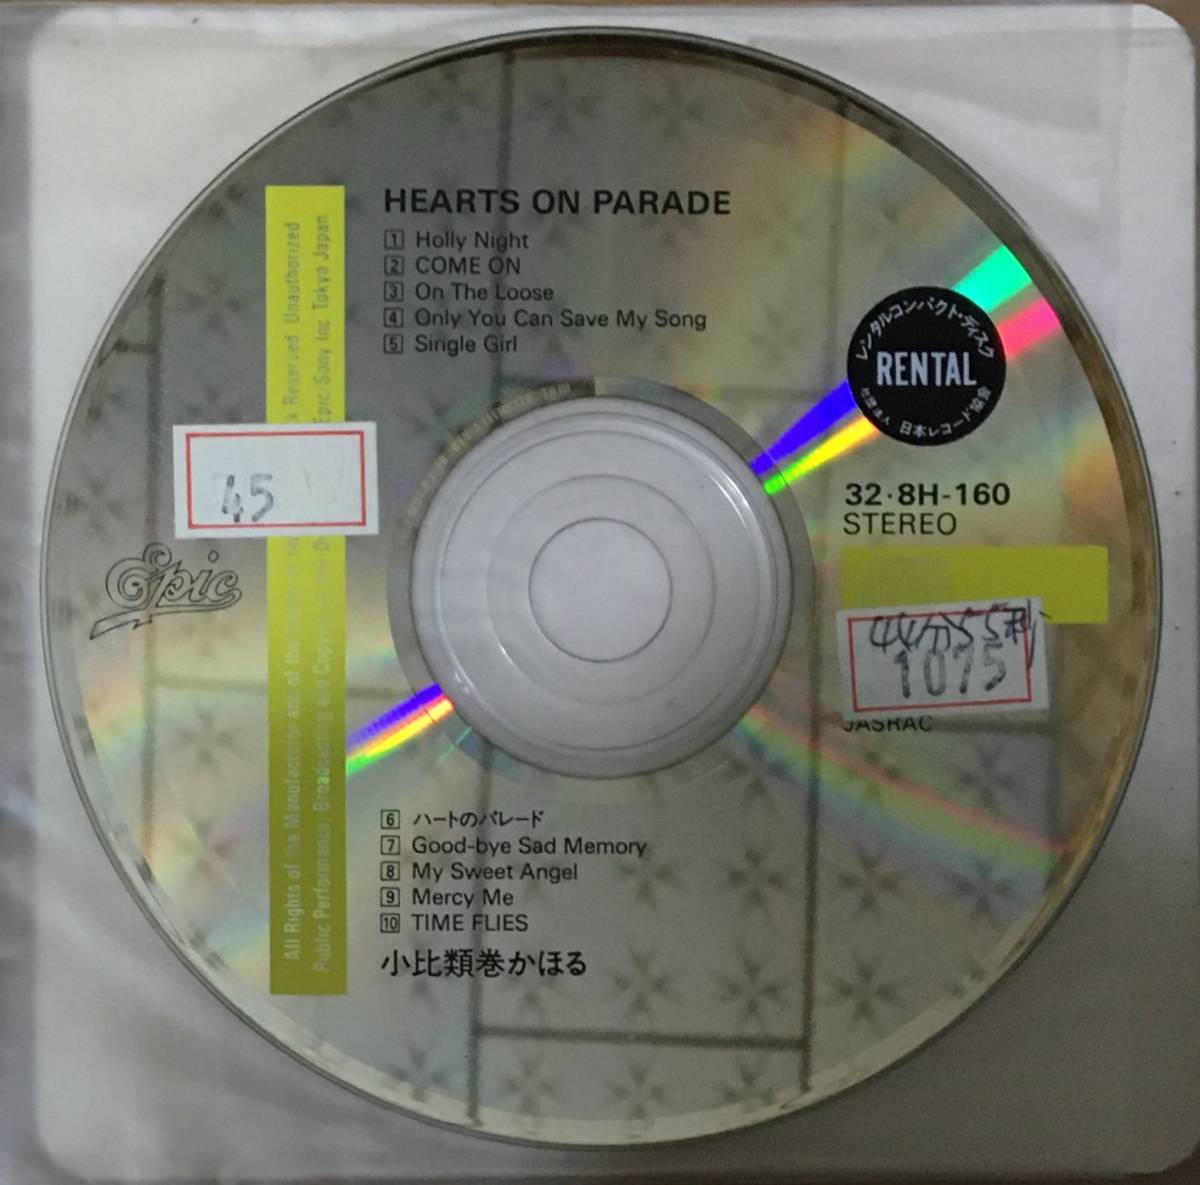 HEARTS ON PARADE
1 Holly Night
2 COME ON
3 On The Loose
4 Only You Can Save My Song
5 Single Girl
レンタルコンパクト・ディスク
RENTAL
社団法人 日本レコード協会
32・8H-160
STEREO
45
Epic
1075
JASRAC
6 ハートのパレード
7 Good-bye Sad Memory
8 My Sweet Angel
9 Mercy Me
10 TIME FLIES
小比類巻かほる
All Rights of the Manufacturer and of the Reserved Unauthorized
Public Performance Broadcasting and Epic Sony Inc Tokyo Japan